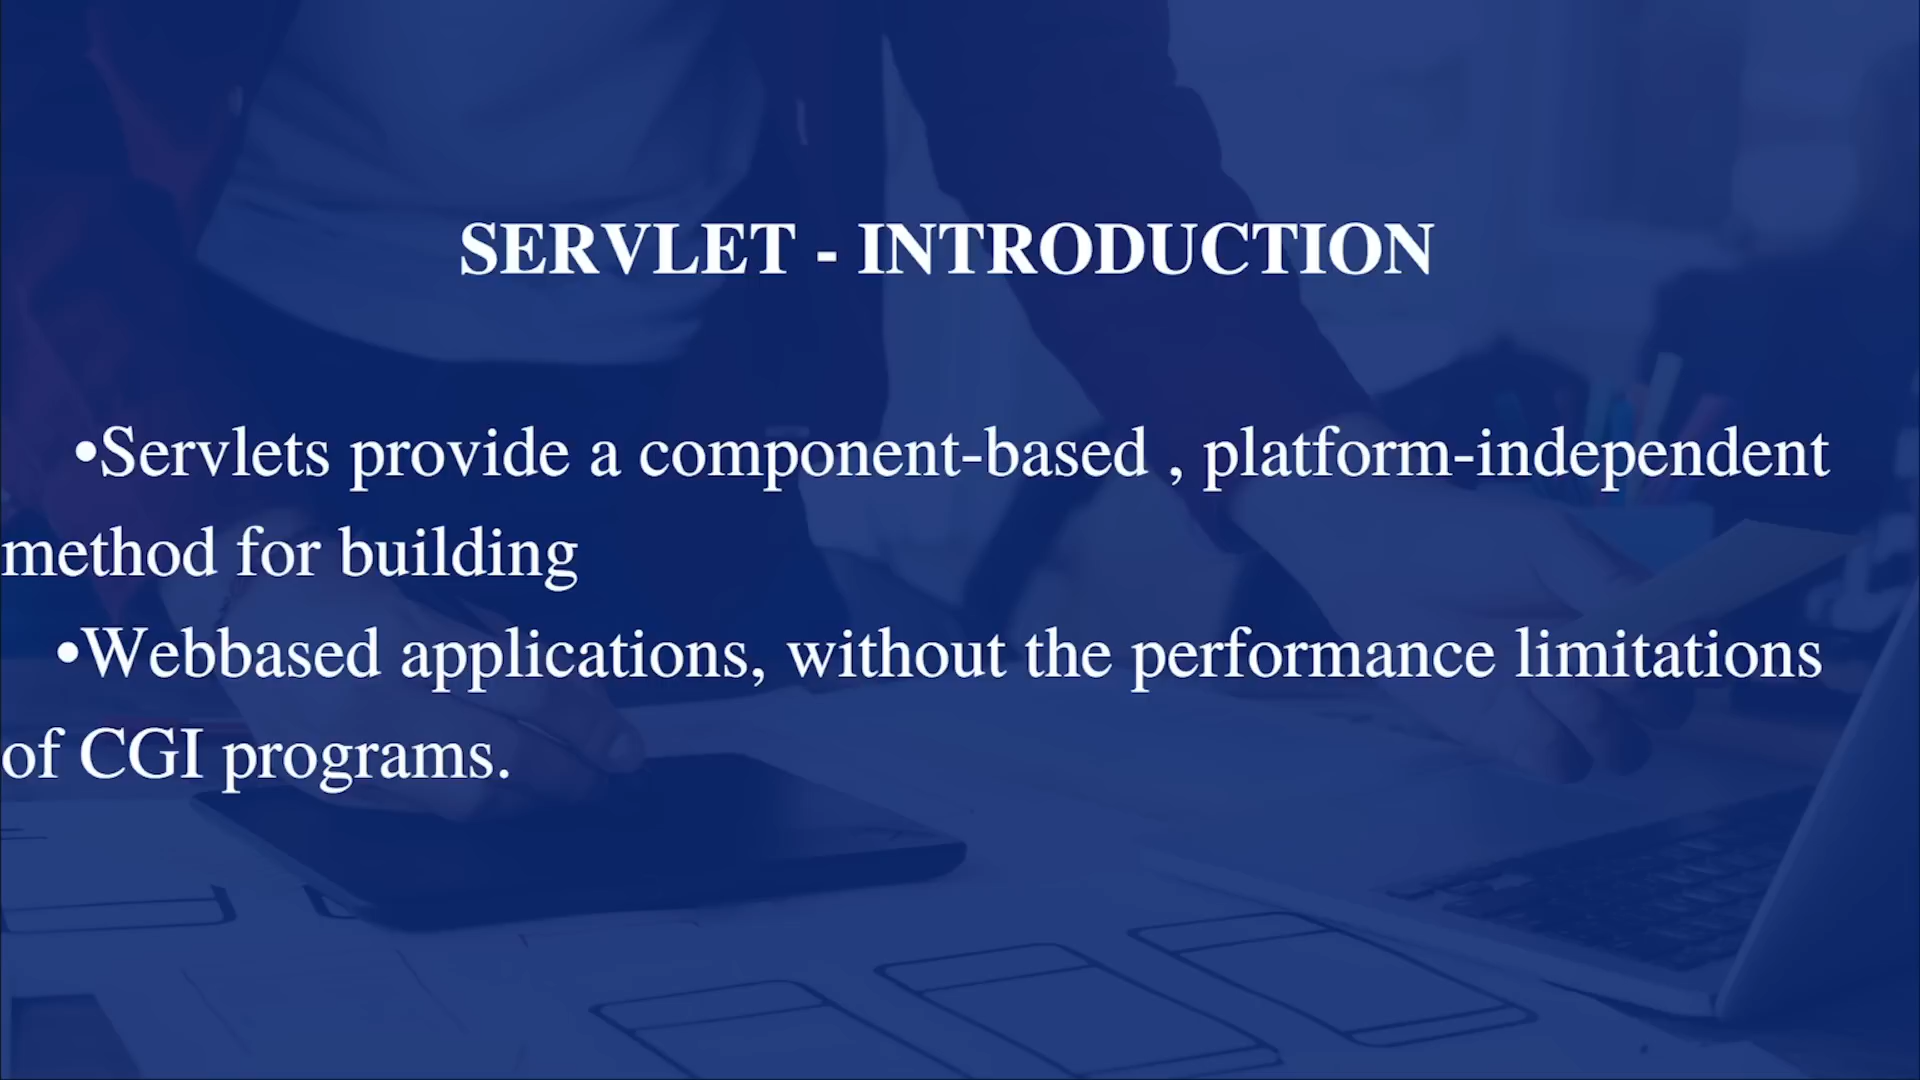 SERVLET - INTRODUCTION
•Servlets provide a component-based , platform-independent
method for building
•Webbased applications, without the performance limitations
of CGI programs.